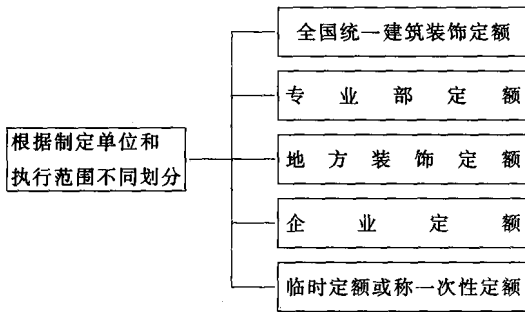 根据制定单位和
执行范围不同划分
全国统一建筑装饰定额
专业部定额
地方装饰定额
企业定额
临时定额或称一次性定额